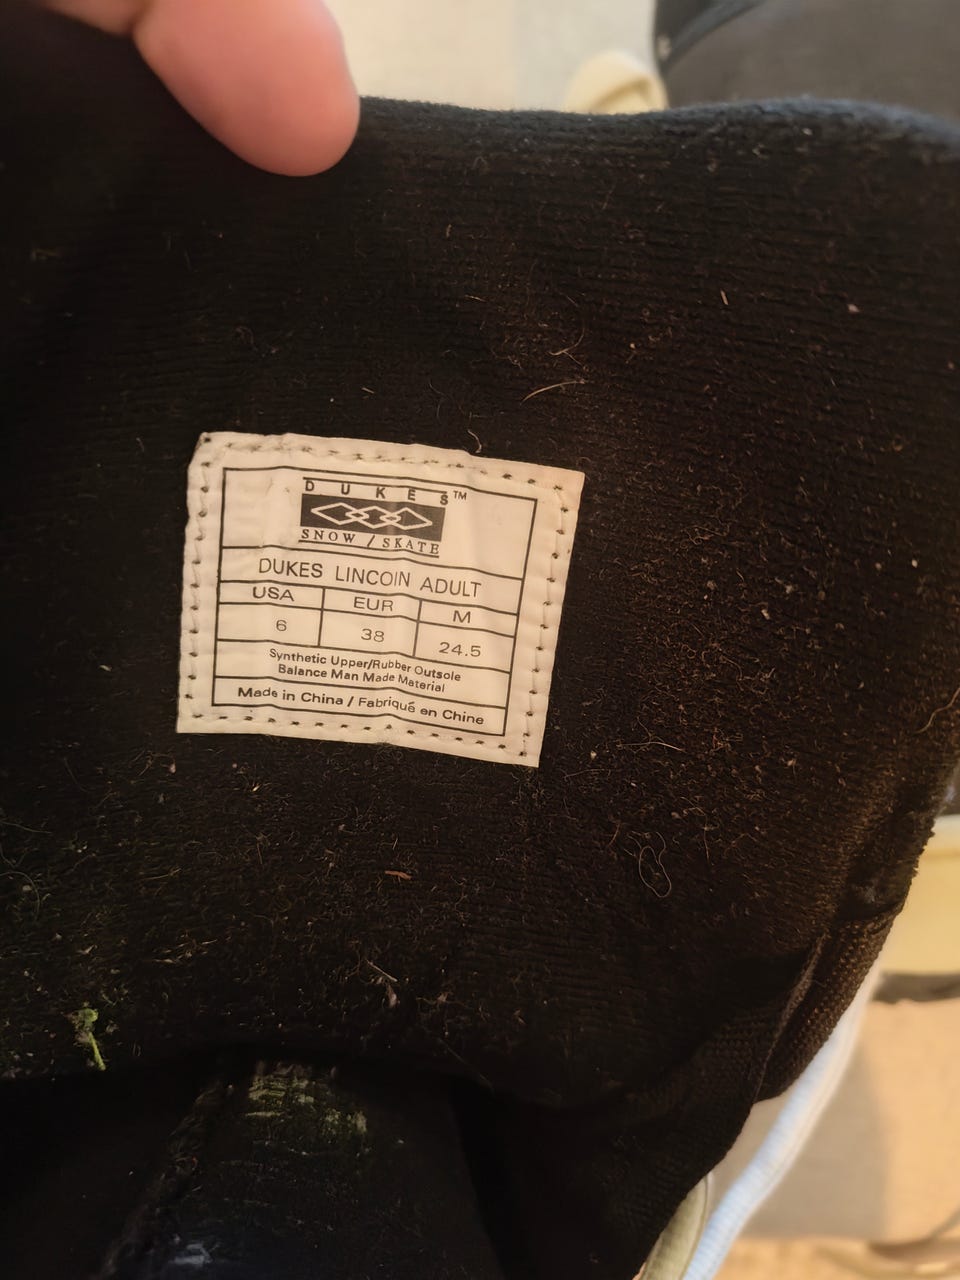 DUKES™
SNOW / SKATE
DUKES LINCOIN ADULT
USA EUR M
6 38 24.5
Synthetic Upper/Rubber Outsole
Balance Man Made Material
Made in China / Fabriqué en Chine